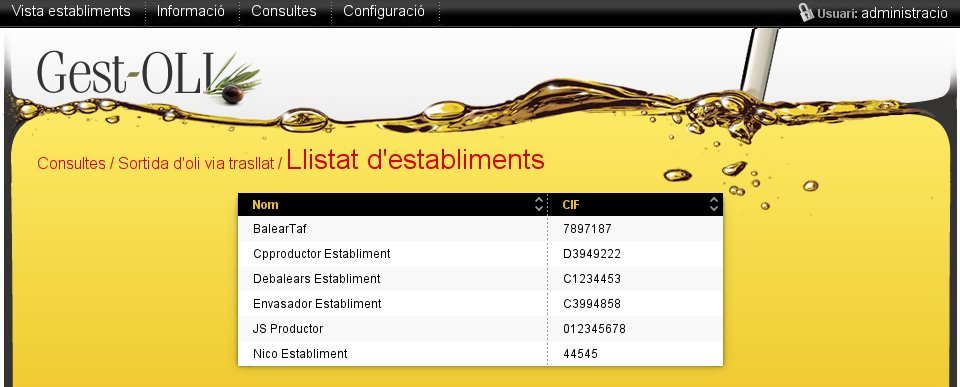 Vista establiments Informació Consultes Configuració Usuari: administracio
Gest-OLI
Consultes / Sortida d'oli via trasllat / Llistat d'establiments
Nom CIF
BalearTaf 7897187
Cpproductor Establiment D3949222
Debalears Establiment C1234453
Envasador Establiment C3994858
JS Productor 012345678
Nico Establiment 44545